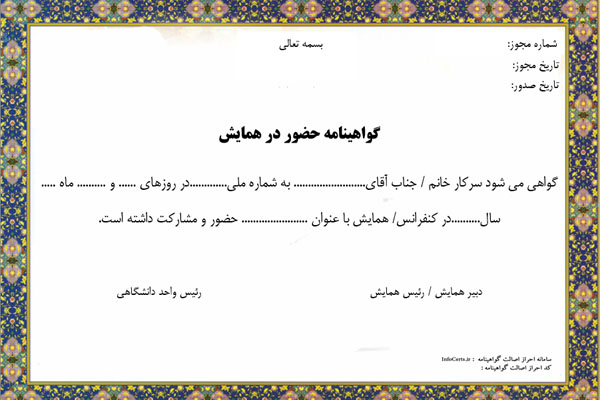 بسمه تعالی
شماره مجوز:
تاریخ مجوز:
تاریخ صدور:
گواهینامه حضور در همایش
گواهی می شود سرکار خانم / جناب آقای......................... به شماره ملی.............در روزهای ...... و .......... ماه .....
سال..........در کنفرانس/ همایش با عنوان ....................... حضور و مشارکت داشته است.
دبیر همایش / رئیس همایش
رئیس واحد دانشگاهی
سامانه احراز اصالت گواهینامه : InfoCerts.ir
کد احراز اصالت گواهینامه :